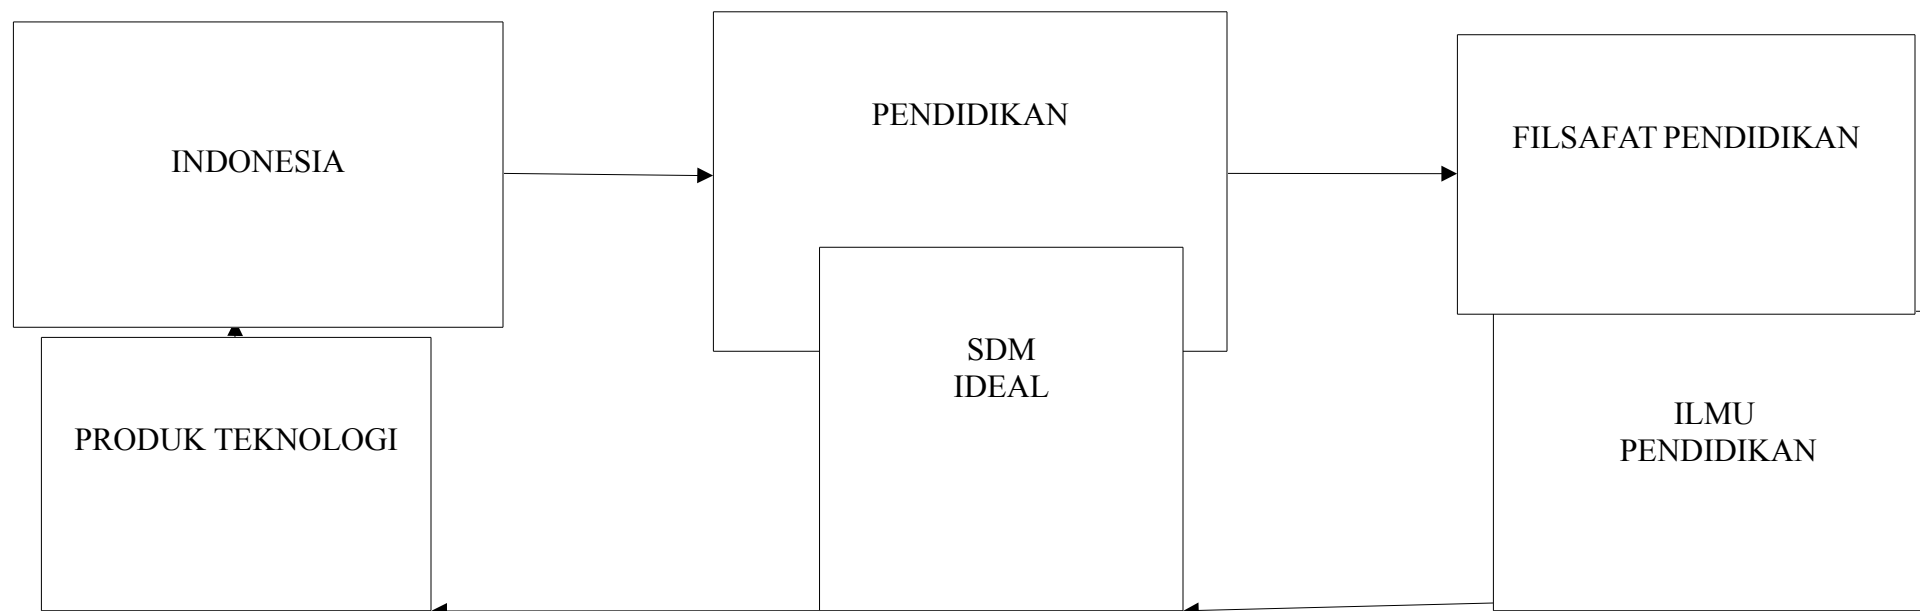 INDONESIA
PENDIDIKAN
FILSAFAT PENDIDIKAN
PRODUK TEKNOLOGI
SDM
IDEAL
ILMU
PENDIDIKAN